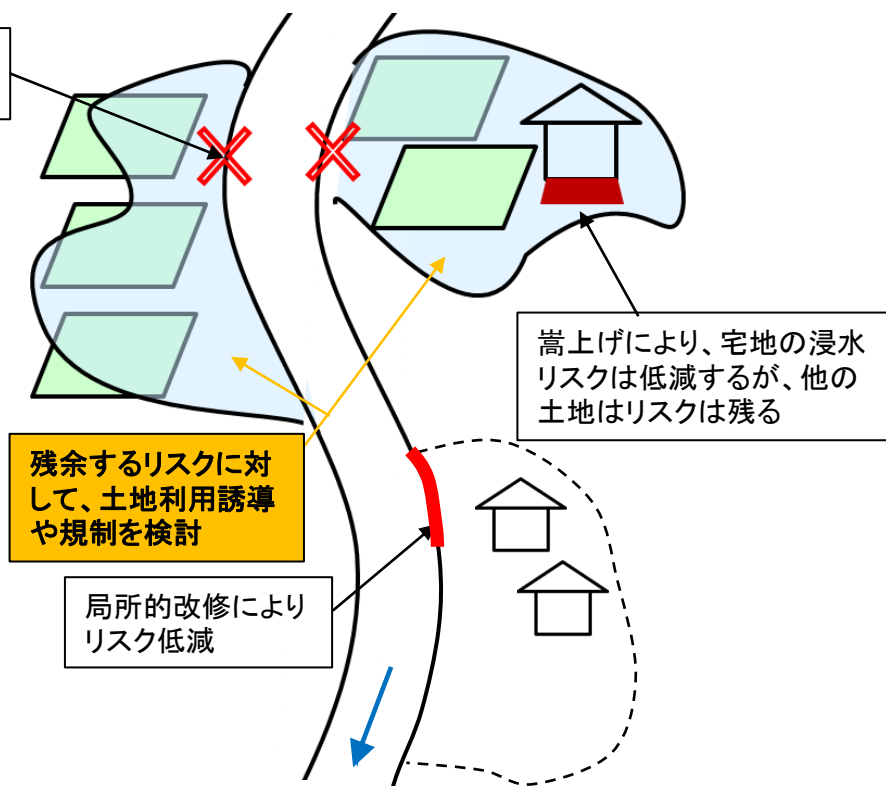 嵩上げにより、宅地の浸水
リスクは低減するが、他の
土地はリスクは残る
残余するリスクに対
して、土地利用誘導
や規制を検討
局所的改修により
リスク低減